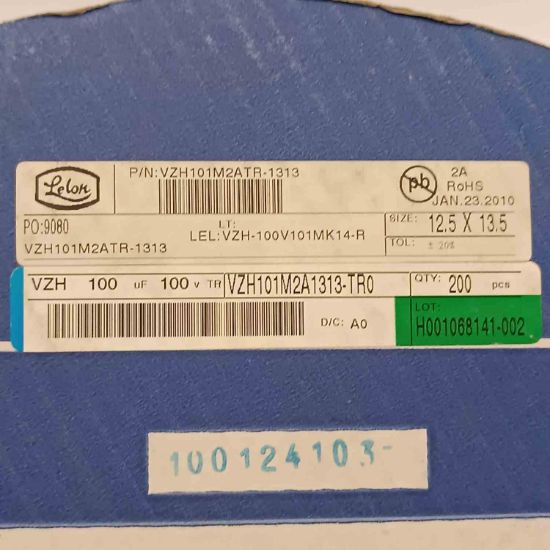 Lelon
P/N:VZH101M2ATR-1313
pb
2A
RoHS
JAN.23.2010
PO:9080
LT:
LEL:VZH-100V101MK14-R
SIZE: 12.5 X 13.5
VZH101M2ATR-1313
TOL: ± 20%
VZH 100 uF 100 v TR VZH101M2A1313-TR0
QTY: 200 pcs
D/C: A0
LOT:
H001068141-002
100124103-